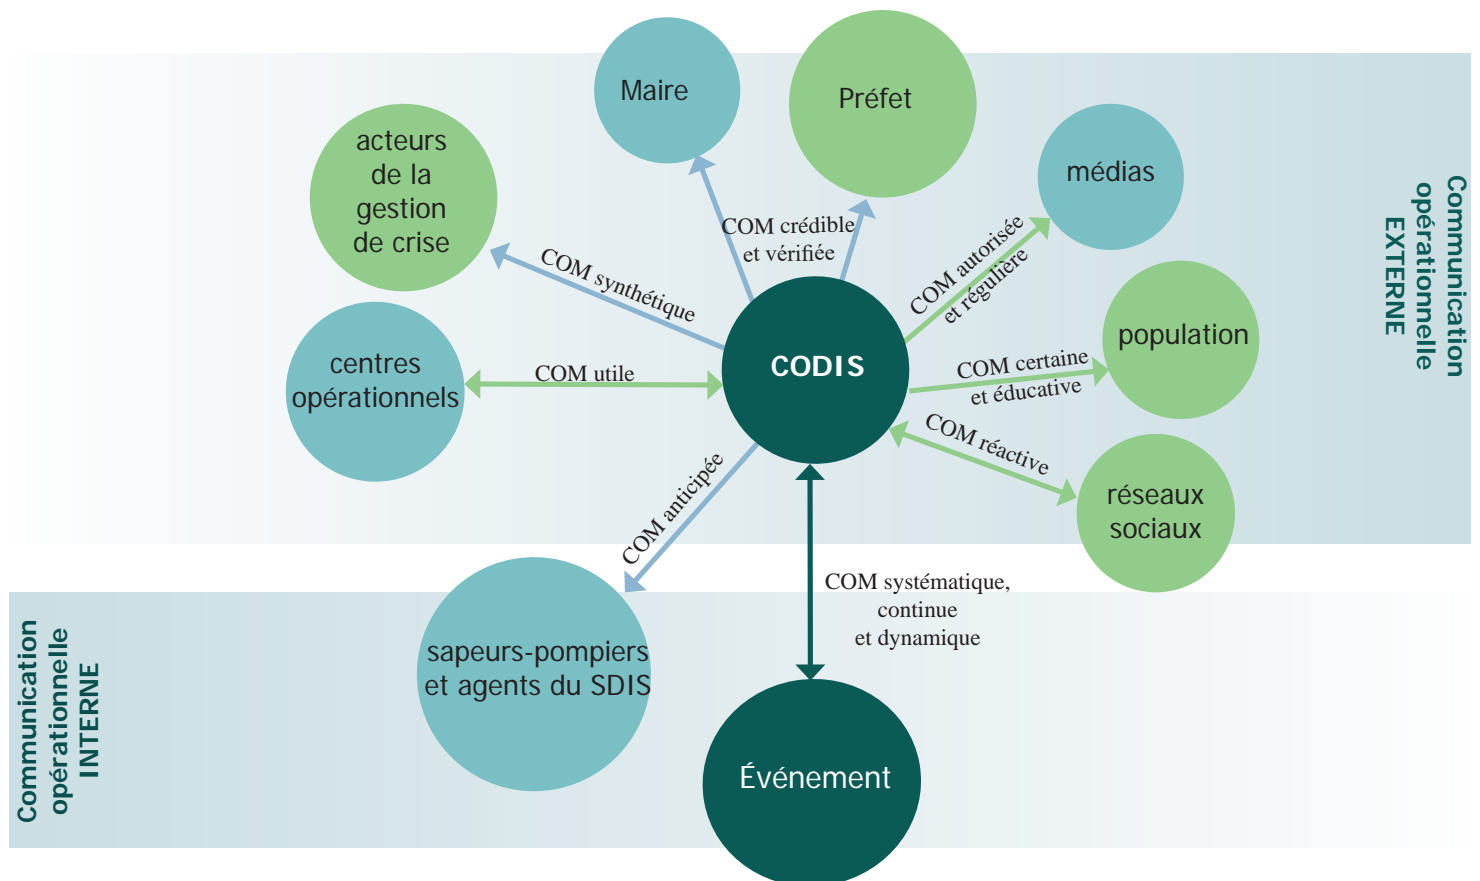 Maire
Préfet
acteurs
de la
gestion
de crise
médias
COM crédible
et vérifiée
COM autorisée
et régulière
COM synthétique
Communication
opérationnelle
EXTERNE
centres
opérationnels
COM utile
CODIS
population
COM certaine
et éducative
COM réactive
réseaux
sociaux
COM anticipée
COM systématique,
continue
et dynamique
Communication
opérationnelle
INTERNE
sapeurs-pompiers
et agents du SDIS
Événement